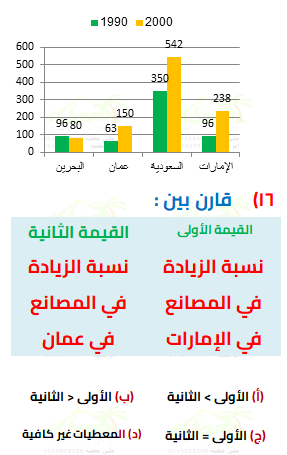 1990 2000
600
500
400
300
200
100
0
96 80 63 150 350 542 96 238
البحرين عمان السعودية الإمارات
١٦) قارن بين :
القيمة الأولى القيمة الثانية
نسبة الزيادة نسبة الزيادة
في المصانع في المصانع
في الإمارات في عمان
(أ) الأولى > الثانية (ب) الأولى < الثانية
(ج) الأولى = الثانية (د) المعطيات غير كافية